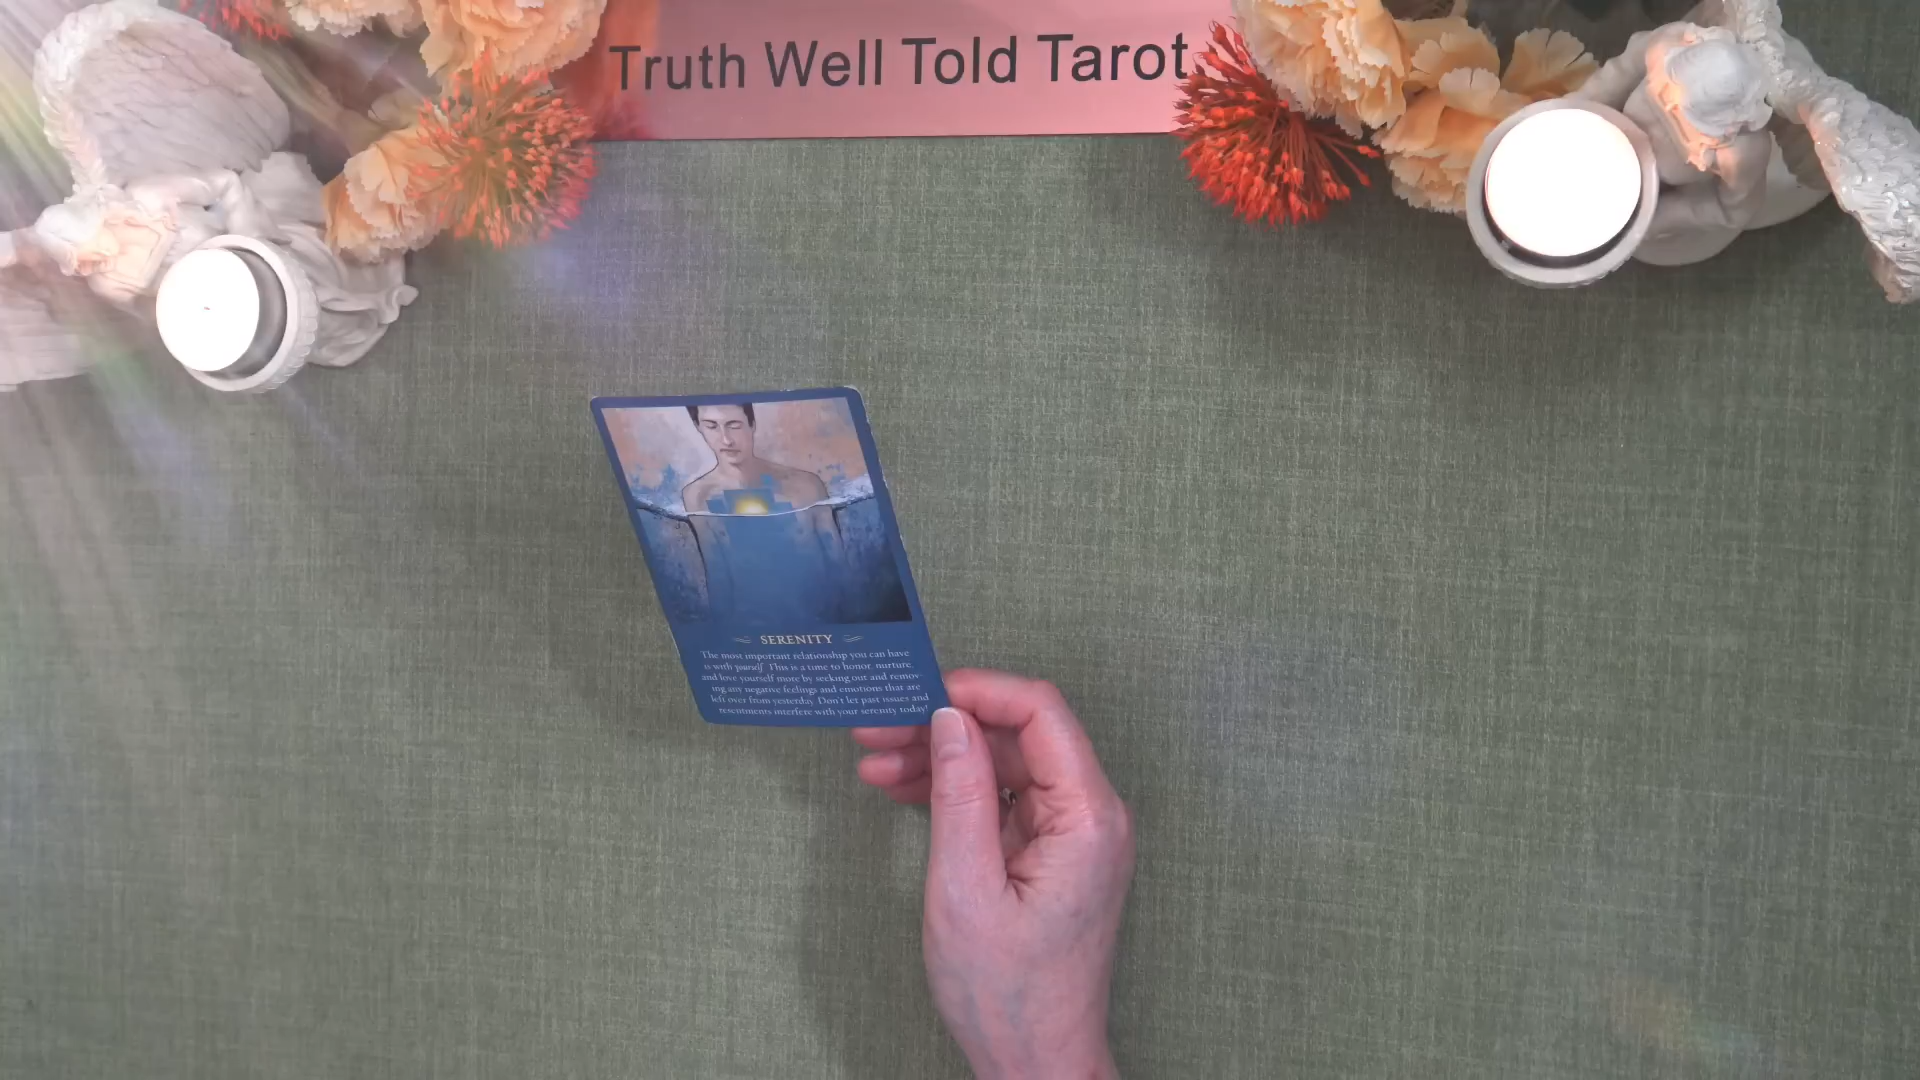 Truth Well Told Tarot
SERENITY
The most important relationship you can have
is with yourself. This is a time to honor, nurture,
and love yourself more by seeking out and remov-
ing any negative feelings and emotions that are
left over from yesterday. Don't let past issues and
resentments interfere with your serenity today!